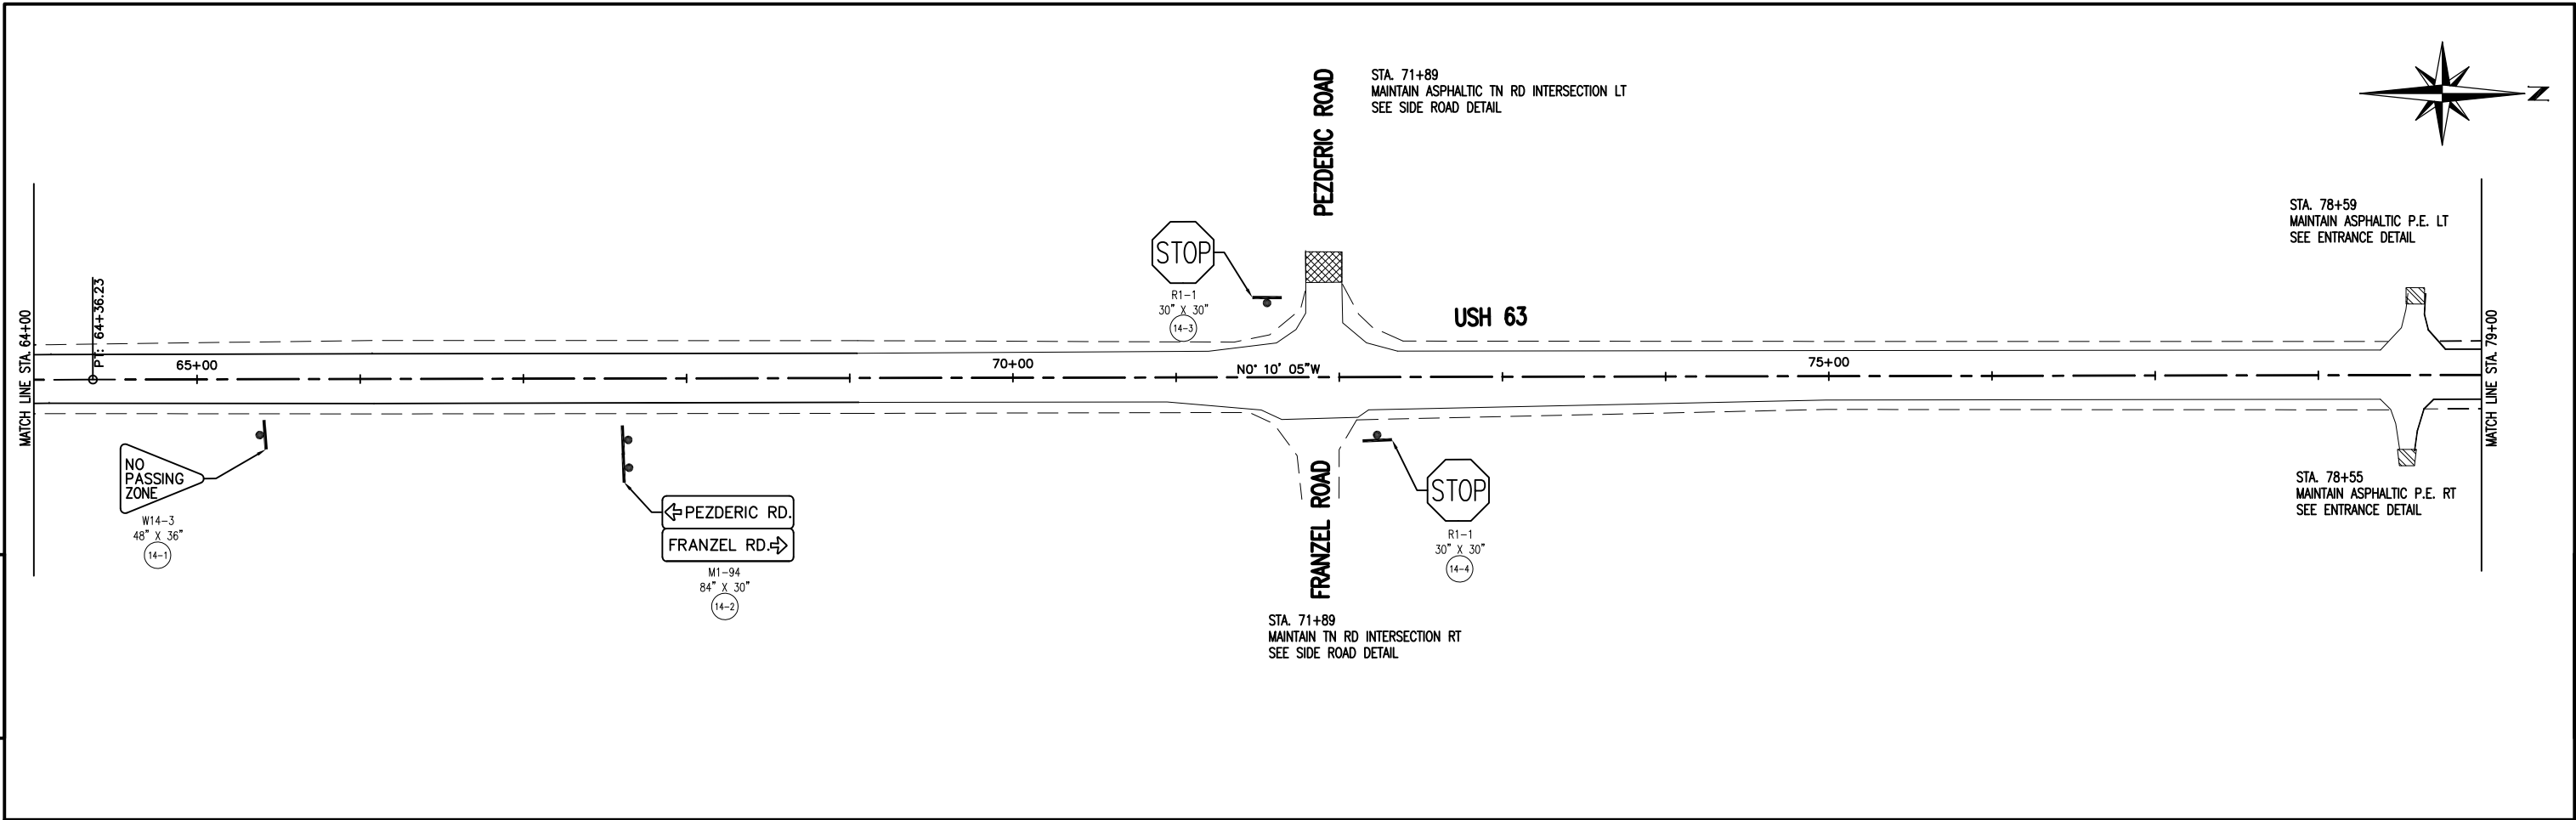 PEZDERIC ROAD
STA. 71+89
MAINTAIN ASPHALTIC TN RD INTERSECTION LT
SEE SIDE ROAD DETAIL
N
STA. 78+59
MAINTAIN ASPHALTIC P.E. LT
SEE ENTRANCE DETAIL
STOP
R1-1
30" X 30"
14-3
USH 63
MATCH LINE STA. 64+00
PT: 64+36.23
65+00
70+00
N0° 10' 05"W
75+00
MATCH LINE STA. 79+00
NO
PASSING
ZONE
W14-3
48" X 36"
14-1
PEZDERIC RD.
FRANZEL RD.
M1-94
84" X 30"
14-2
FRANZEL ROAD
STOP
R1-1
30" X 30"
14-4
STA. 78+55
MAINTAIN ASPHALTIC P.E. RT
SEE ENTRANCE DETAIL
STA. 71+89
MAINTAIN TN RD INTERSECTION RT
SEE SIDE ROAD DETAIL